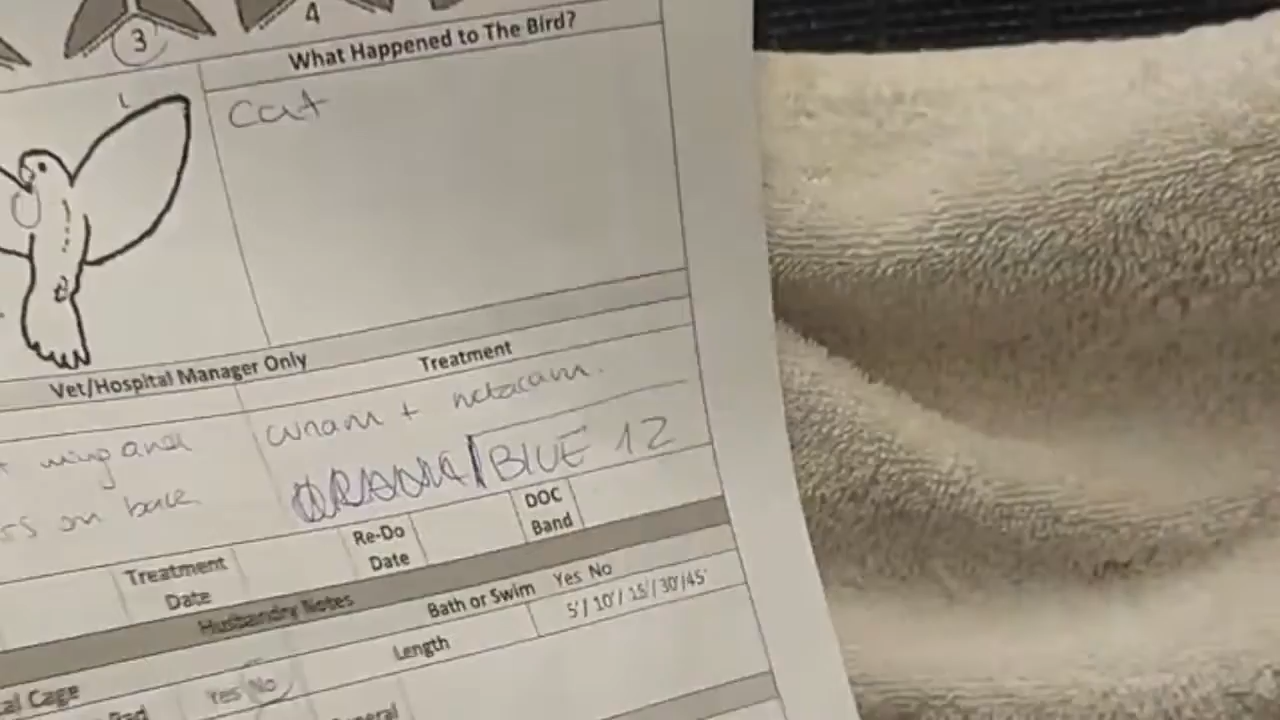 3
4
What Happened to The Bird?
L
Cat
Vet/Hospital Manager Only
Treatment
wing and
on back
+ metacam.
BLUE 12
Treatment Date
Re-Do Date
DOC Band
Husbandry Notes
Bath or Swim Yes No
Length 5'/ 10'/ 15'/ 30'/45'
al Cage
Yes No